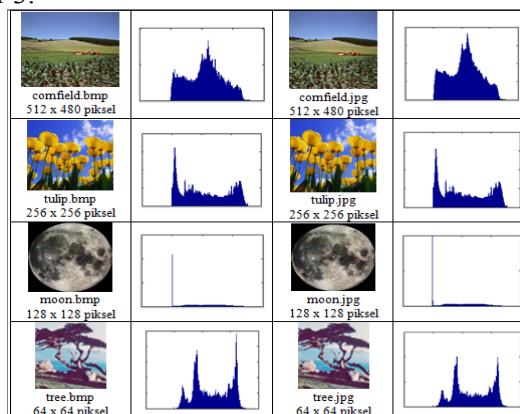 cornfield.bmp
512 x 480 piksel
cornfield.jpg
512 x 480 piksel
tulip.bmp
256 x 256 piksel
tulip.jpg
256 x 256 piksel
moon.bmp
128 x 128 piksel
moon.jpg
128 x 128 piksel
tree.bmp
64 x 64 piksel
tree.jpg
64 x 64 piksel